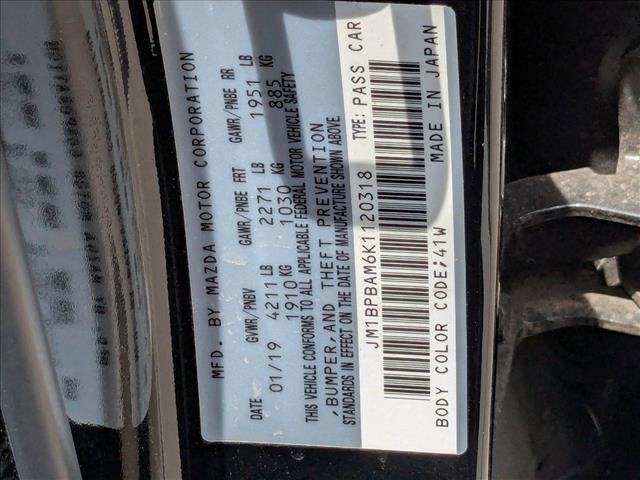 MFD. BY MAZDA MOTOR CORPORATION
DATE GVWR/PNBV GAWR/PNBE FRT GAWR/PNBE RR
01/19 4211 LB 2271 LB 1951 LB
1910 KG 1030 KG 885 KG
THIS VEHICLE CONFORMS TO ALL APPLICABLE FEDERAL MOTOR VEHICLE SAFETY
,BUMPER,AND THEFT PREVENTION
STANDARDS IN EFFECT ON THE DATE OF MANUFACTURE SHOWN ABOVE
JM1BPBAM6K1120318 TYPE: PASS CAR
BODY COLOR CODE;41W MADE IN JAPAN